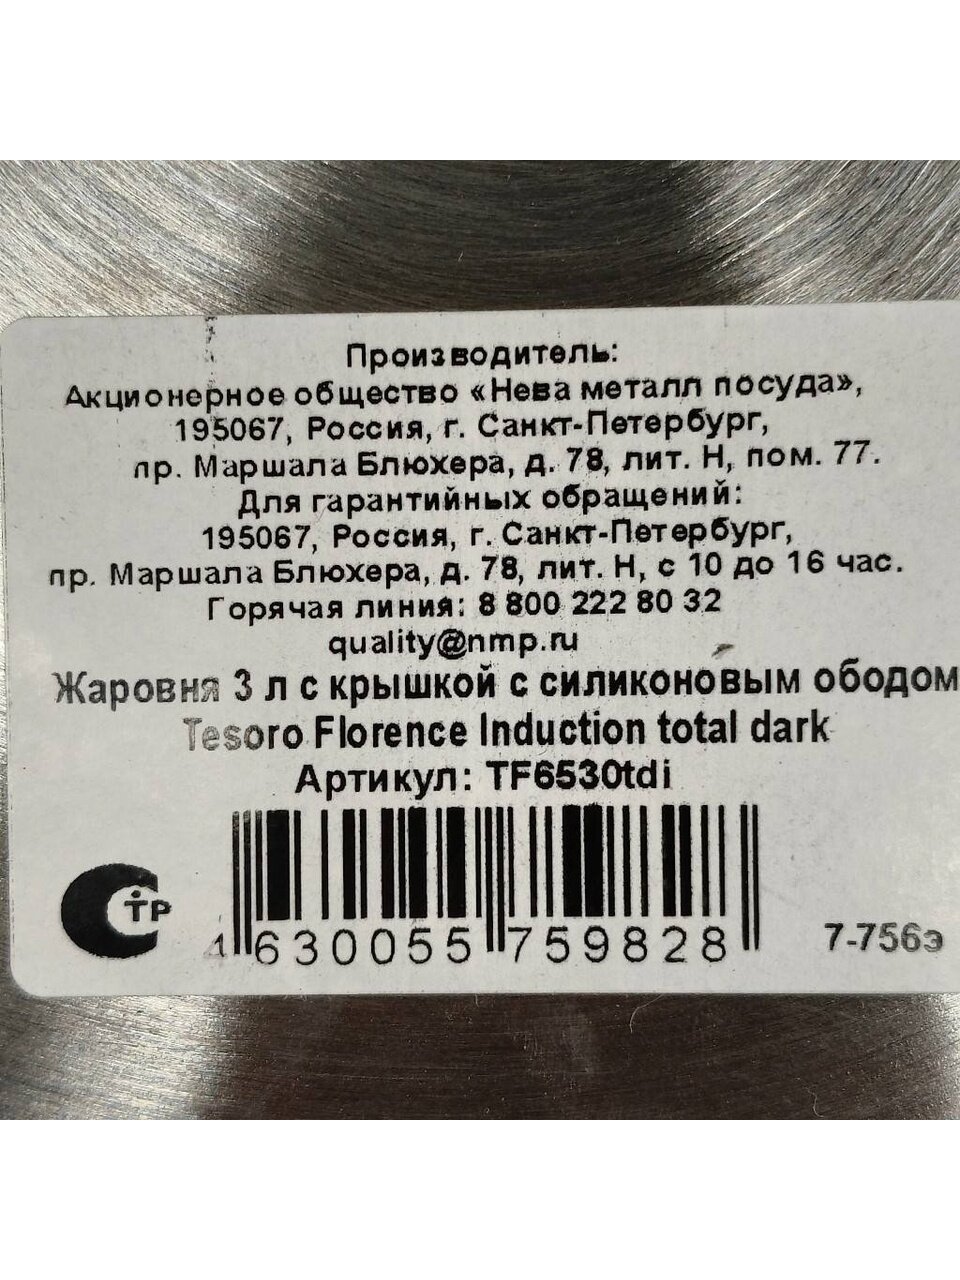 Производитель:
Акционерное общество «Нева металл посуда»,
195067, Россия, г. Санкт-Петербург,
пр. Маршала Блюхера, д. 78, лит. Н, пом. 77.
Для гарантийных обращений:
195067, Россия, г. Санкт-Петербург,
пр. Маршала Блюхера, д. 78, лит. Н, с 10 до 16 час.
Горячая линия: 8 800 222 80 32
quality@nmp.ru
Жаровня 3 л с крышкой с силиконовым ободом
Tesoro Florence Induction total dark
Артикул: TF6530tdi
СТР
4 630055 759828
7-756э